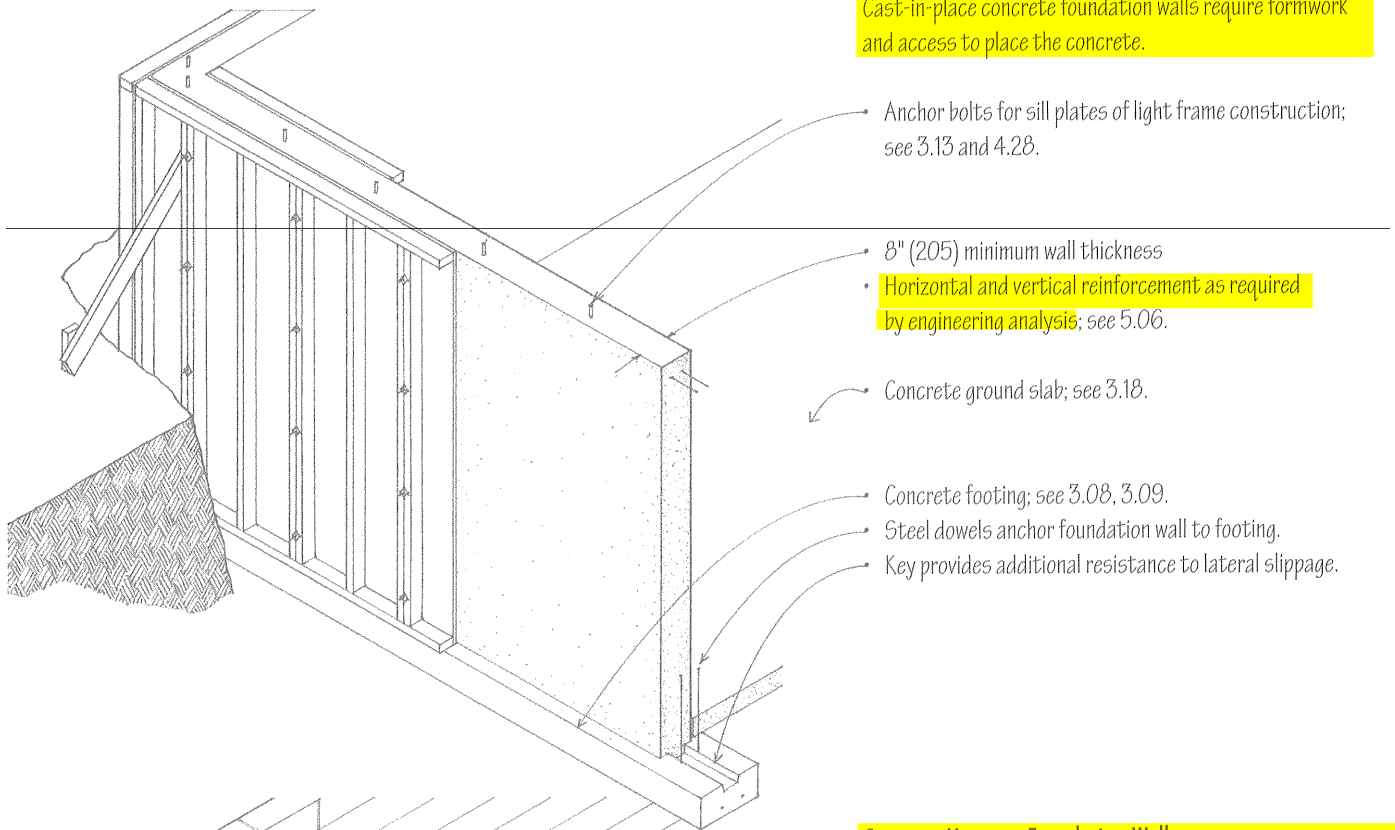 Cast-in-place concrete foundation walls require formwork
and access to place the concrete.
• Anchor bolts for sill plates of light frame construction;
see 3.13 and 4.28.
• 8" (205) minimum wall thickness
• Horizontal and vertical reinforcement as required
by engineering analysis; see 5.06.
• Concrete ground slab; see 3.18.
• Concrete footing; see 3.08, 3.09.
• Steel dowels anchor foundation wall to footing.
• Key provides additional resistance to lateral slippage.